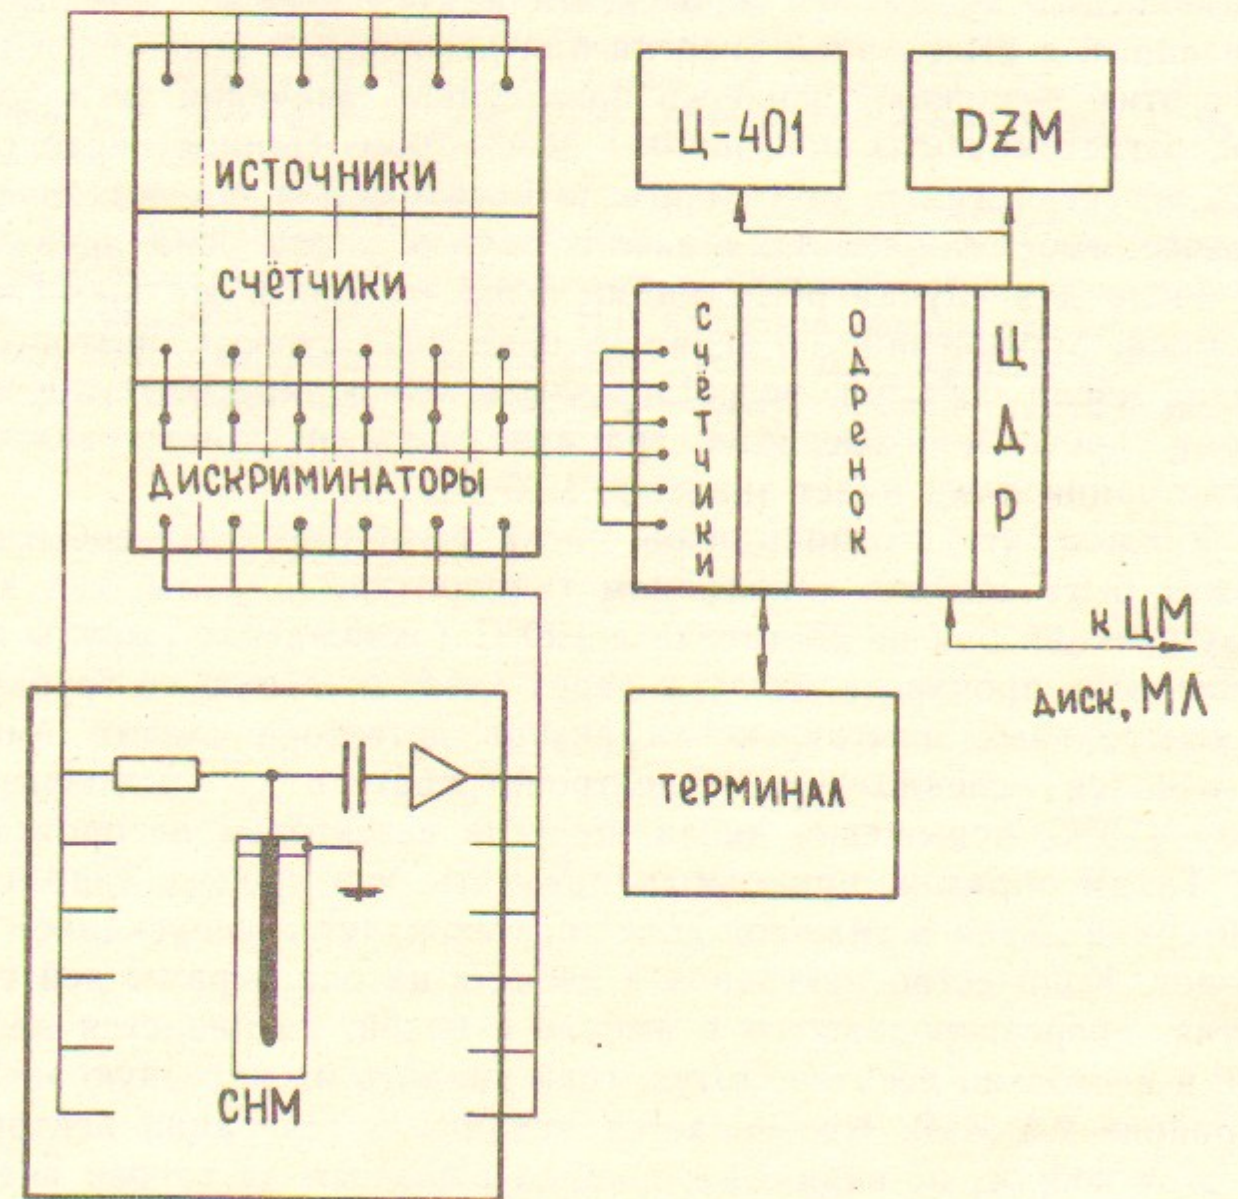 источники
счётчики
дискриминаторы
Ц-401
DZM
счётчики
одренок
ЦДР
к ЦМ
диск, МЛ
терминал
СНМ